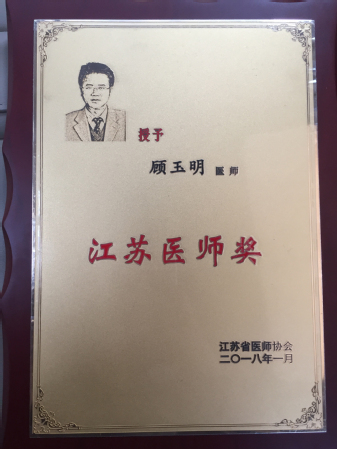 授予
顾玉明 医师
江苏医师奖
江苏省医师协会
二〇一八年一月